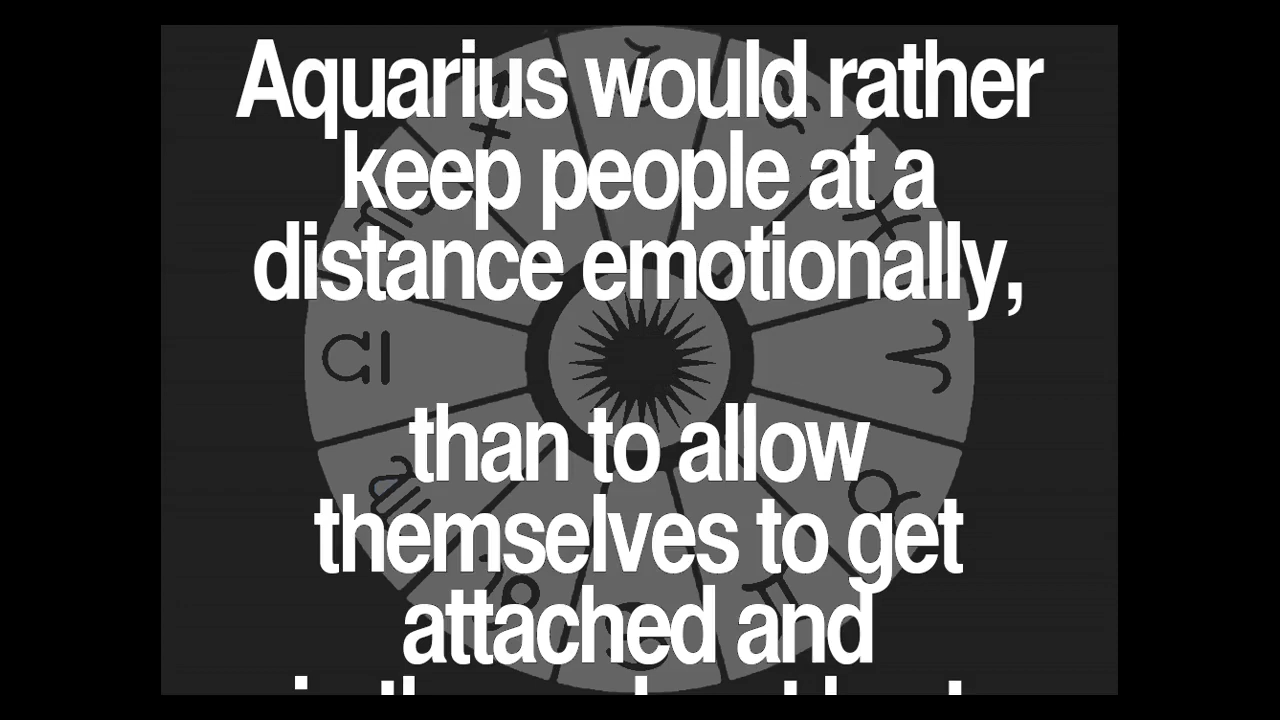 Aquarius would rather
keep people at a
distance emotionally,
than to allow
themselves to get
attached and